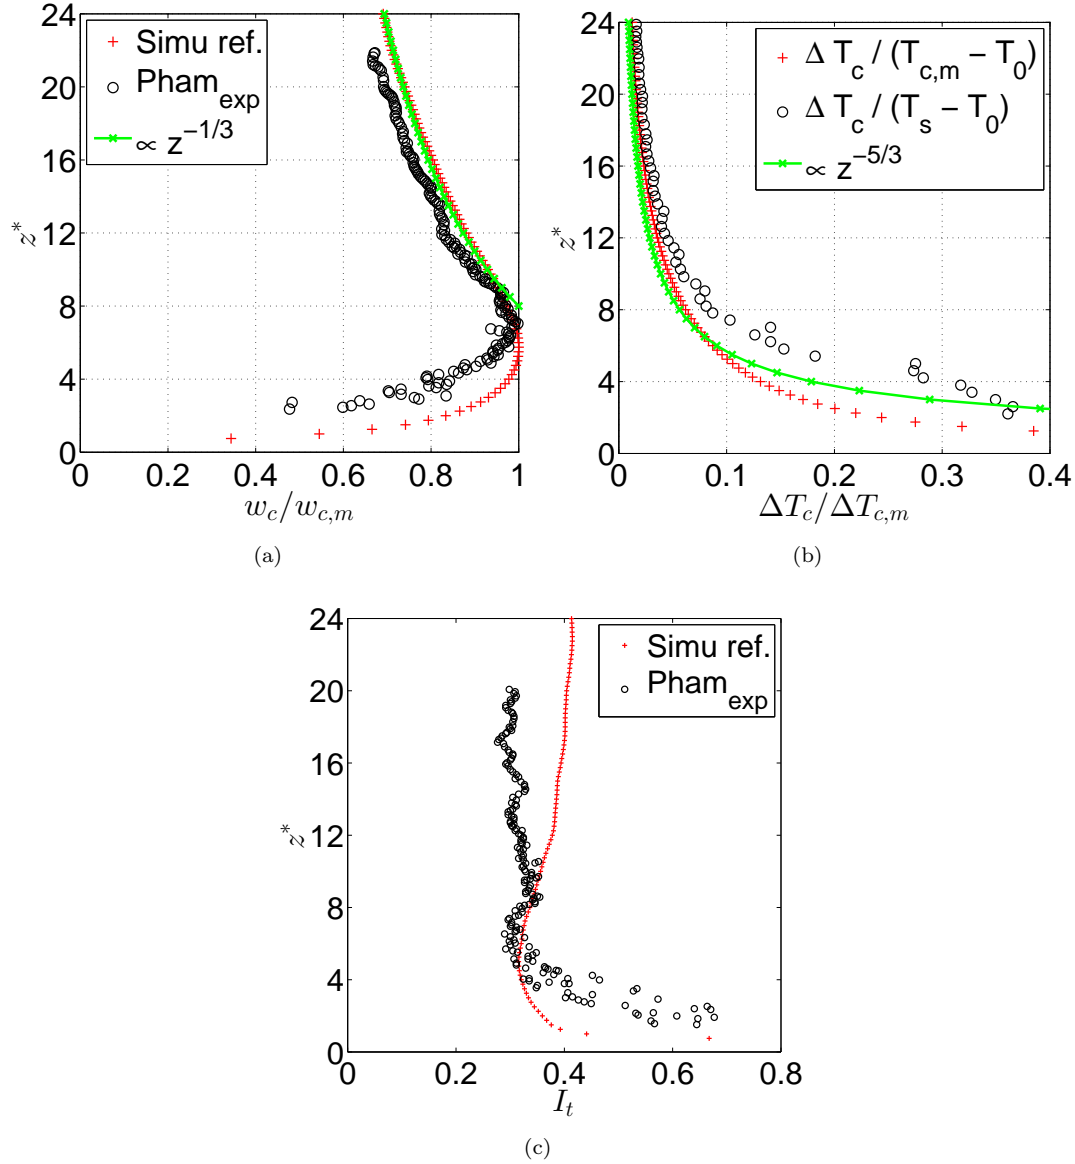 24
20
16
12
8
4
0
z*
Simu ref.
Pham_exp
∝ z^{-1/3}
0 0.2 0.4 0.6 0.8 1
w_c/w_{c,m}
(a)
24
20
16
12
8
4
0
z*
Δ T_c / (T_{c,m} − T_0)
Δ T_c / (T_s − T_0)
∝ z^{-5/3}
0 0.1 0.2 0.3 0.4
ΔT_c/ΔT_{c,m}
(b)
24
20
16
12
8
4
0
z*
Simu ref.
Pham_exp
0 0.2 0.4 0.6 0.8
I_t
(c)